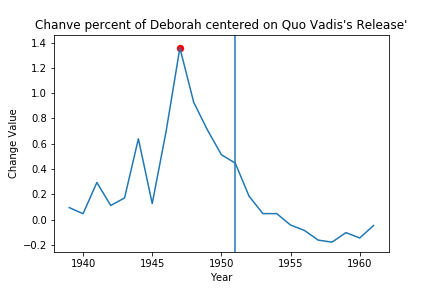 Chanve percent of Deborah centered on Quo Vadis's Release'
1.4
1.2
1.0
0.8
0.6
0.4
0.2
0.0
−0.2
Change Value
1940 1945 1950 1955 1960
Year